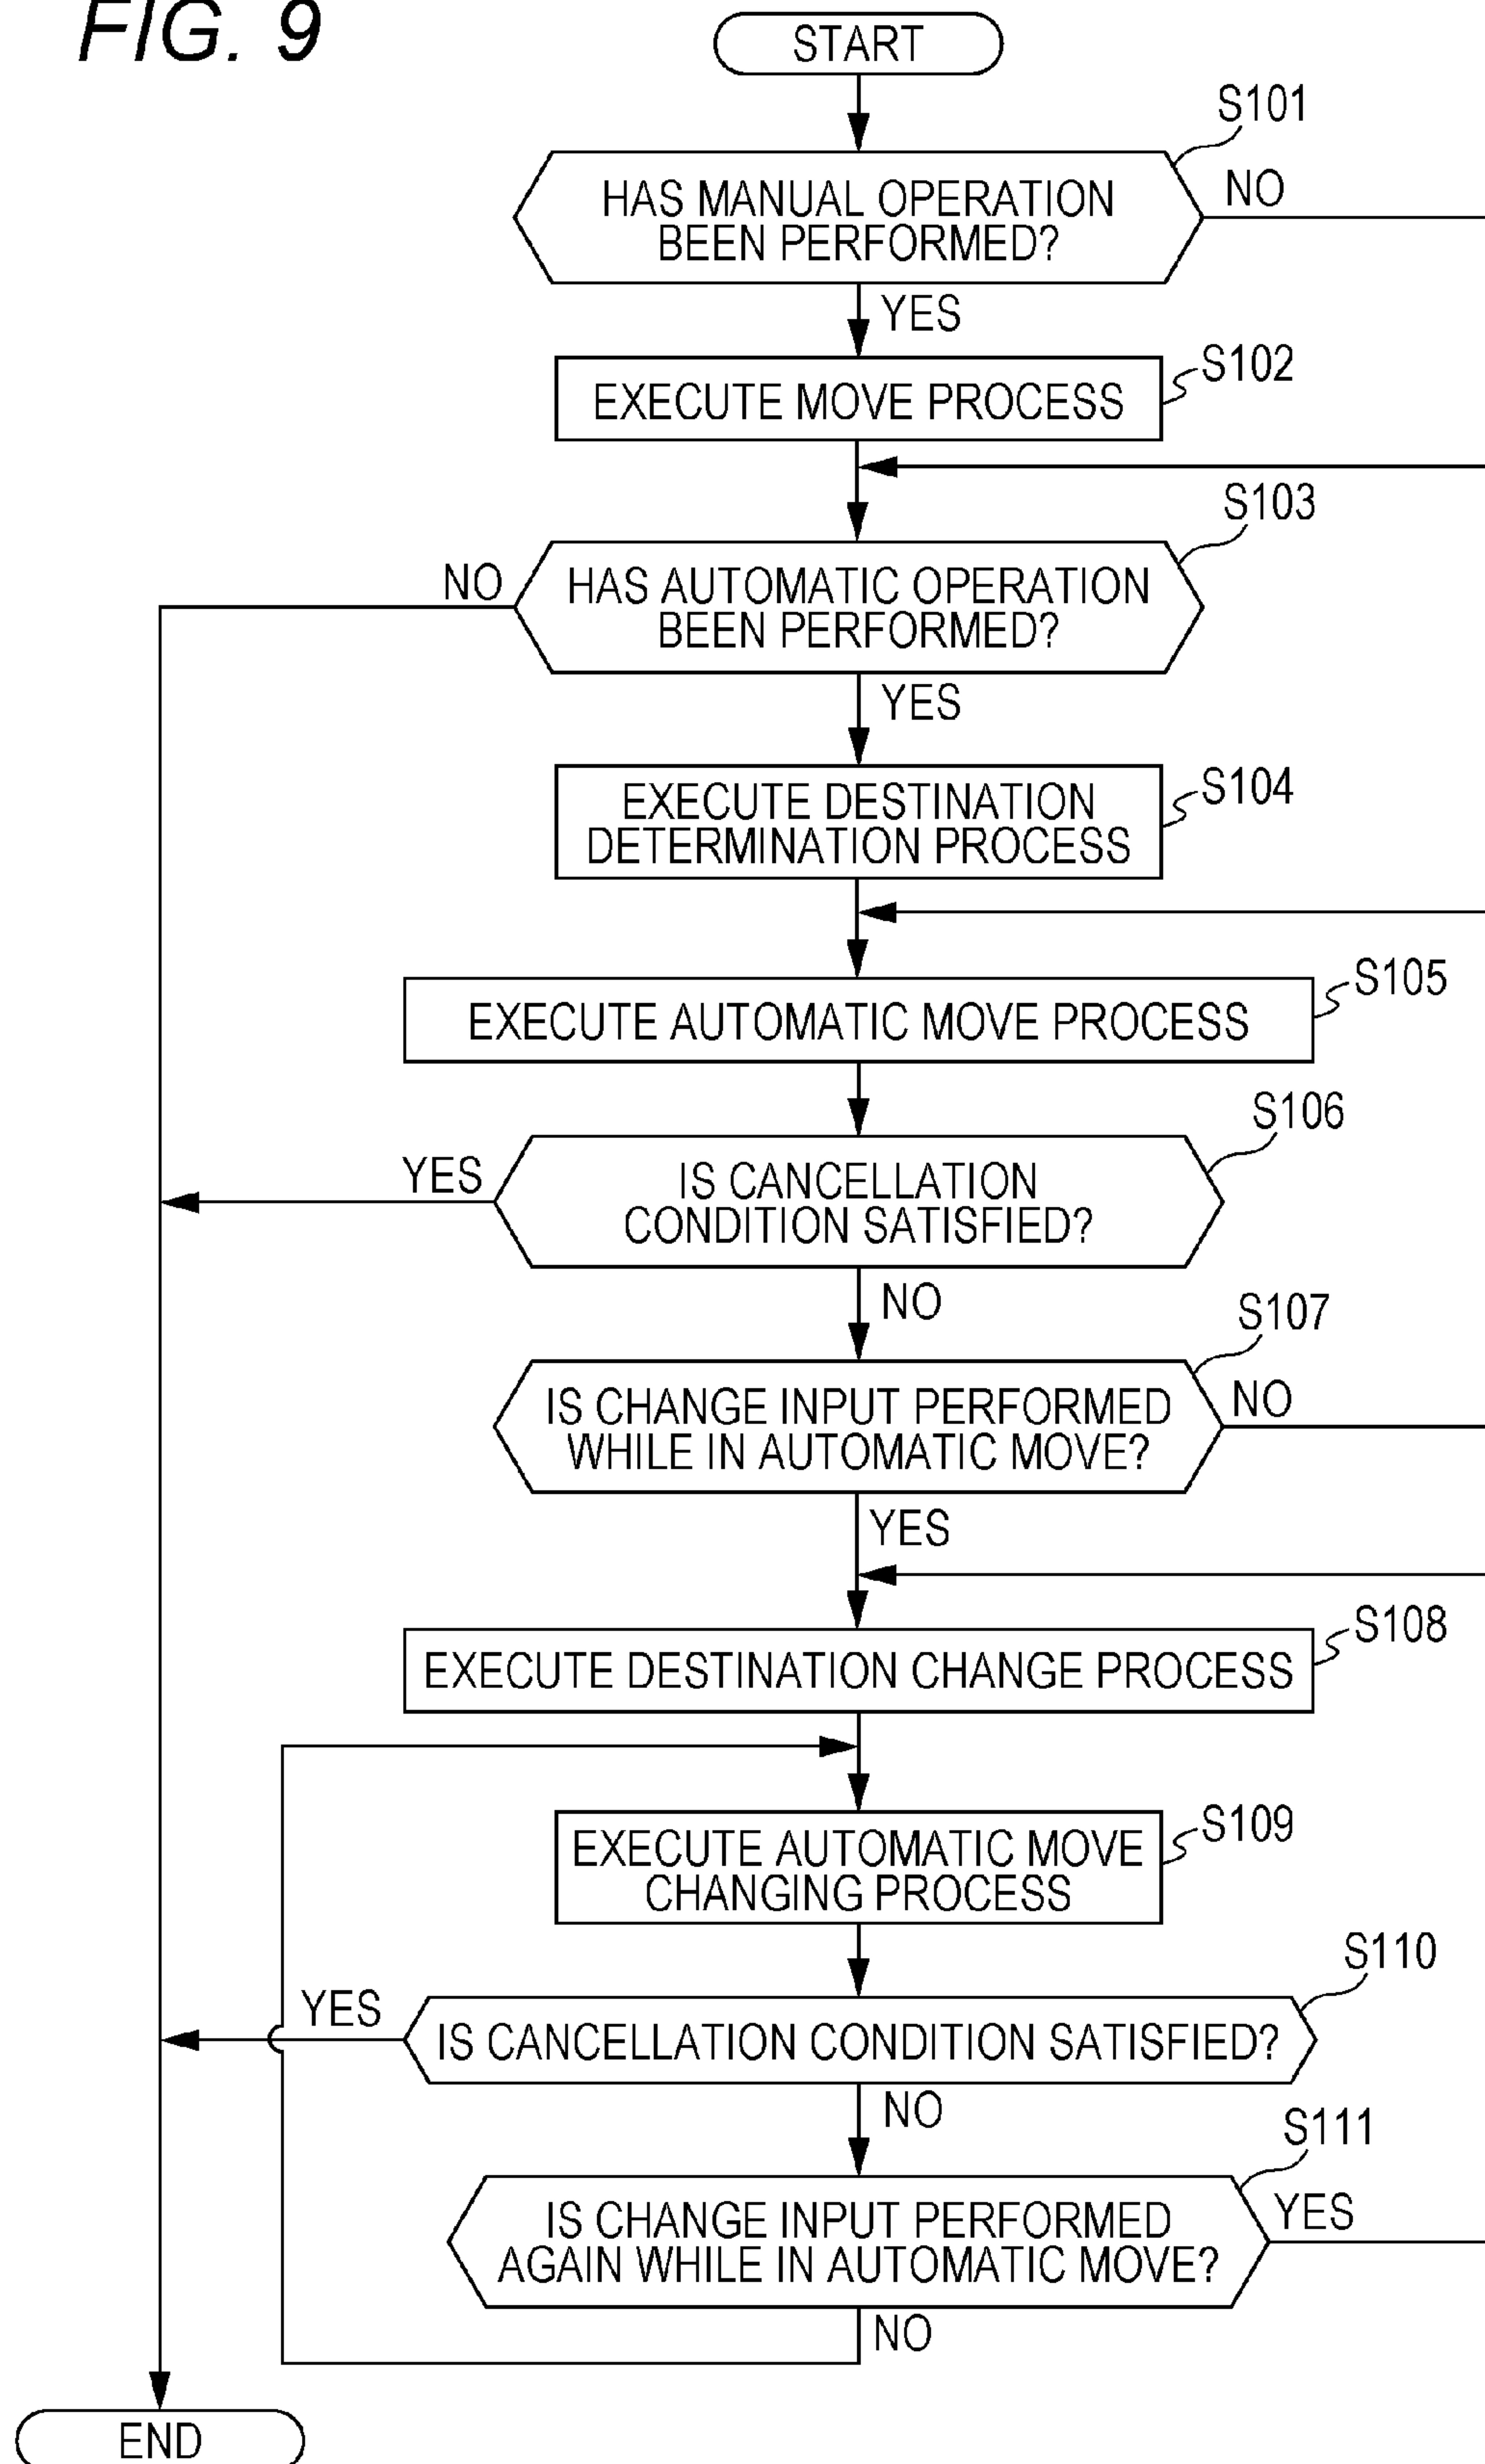 FIG. 9
START
S101
HAS MANUAL OPERATION
BEEN PERFORMED?
NO
YES
S102
EXECUTE MOVE PROCESS
S103
HAS AUTOMATIC OPERATION
BEEN PERFORMED?
NO
YES
S104
EXECUTE DESTINATION
DETERMINATION PROCESS
S105
EXECUTE AUTOMATIC MOVE PROCESS
S106
IS CANCELLATION
CONDITION SATISFIED?
YES
NO
S107
IS CHANGE INPUT PERFORMED
WHILE IN AUTOMATIC MOVE?
NO
YES
S108
EXECUTE DESTINATION CHANGE PROCESS
S109
EXECUTE AUTOMATIC MOVE
CHANGING PROCESS
S110
IS CANCELLATION CONDITION SATISFIED?
YES
NO
S111
IS CHANGE INPUT PERFORMED
AGAIN WHILE IN AUTOMATIC MOVE?
YES
NO
END